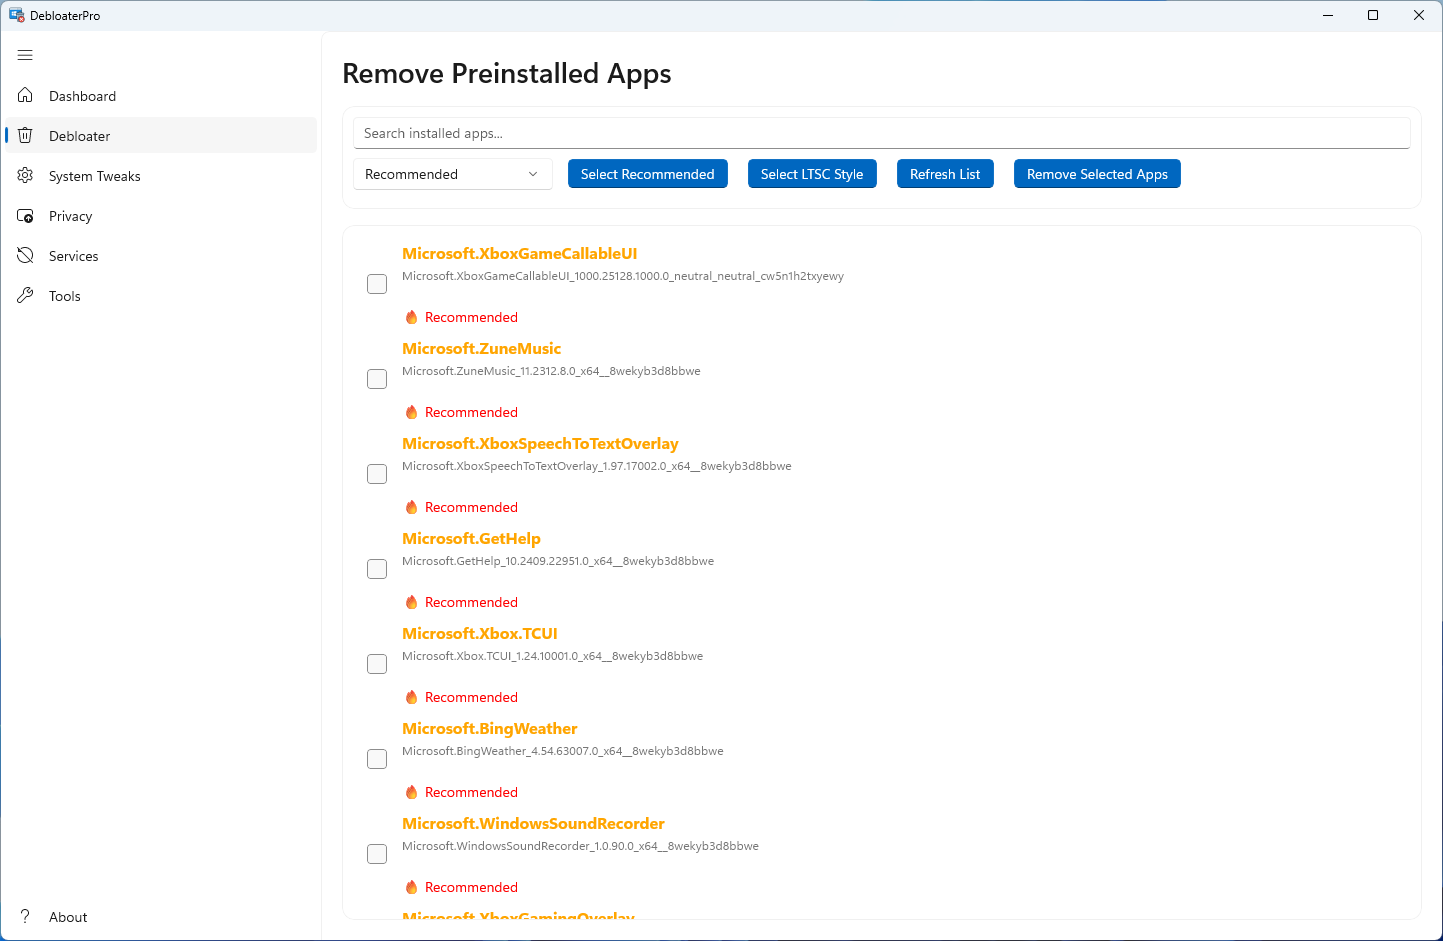 DebloaterPro
Dashboard
Debloater
System Tweaks
Privacy
Services
Tools
About
Remove Preinstalled Apps
Search installed apps...
Recommended
Select Recommended
Select LTSC Style
Refresh List
Remove Selected Apps
Microsoft.XboxGameCallableUI
Microsoft.XboxGameCallableUI_1000.25128.1000.0_neutral_neutral_cw5n1h2txyewy
Recommended
Microsoft.ZuneMusic
Microsoft.ZuneMusic_11.2312.8.0_x64__8wekyb3d8bbwe
Recommended
Microsoft.XboxSpeechToTextOverlay
Microsoft.XboxSpeechToTextOverlay_1.97.17002.0_x64__8wekyb3d8bbwe
Recommended
Microsoft.GetHelp
Microsoft.GetHelp_10.2409.22951.0_x64__8wekyb3d8bbwe
Recommended
Microsoft.Xbox.TCUI
Microsoft.Xbox.TCUI_1.24.10001.0_x64__8wekyb3d8bbwe
Recommended
Microsoft.BingWeather
Microsoft.BingWeather_4.54.63007.0_x64__8wekyb3d8bbwe
Recommended
Microsoft.WindowsSoundRecorder
Microsoft.WindowsSoundRecorder_1.0.90.0_x64__8wekyb3d8bbwe
Recommended
Microsoft.XboxGamingOverlay